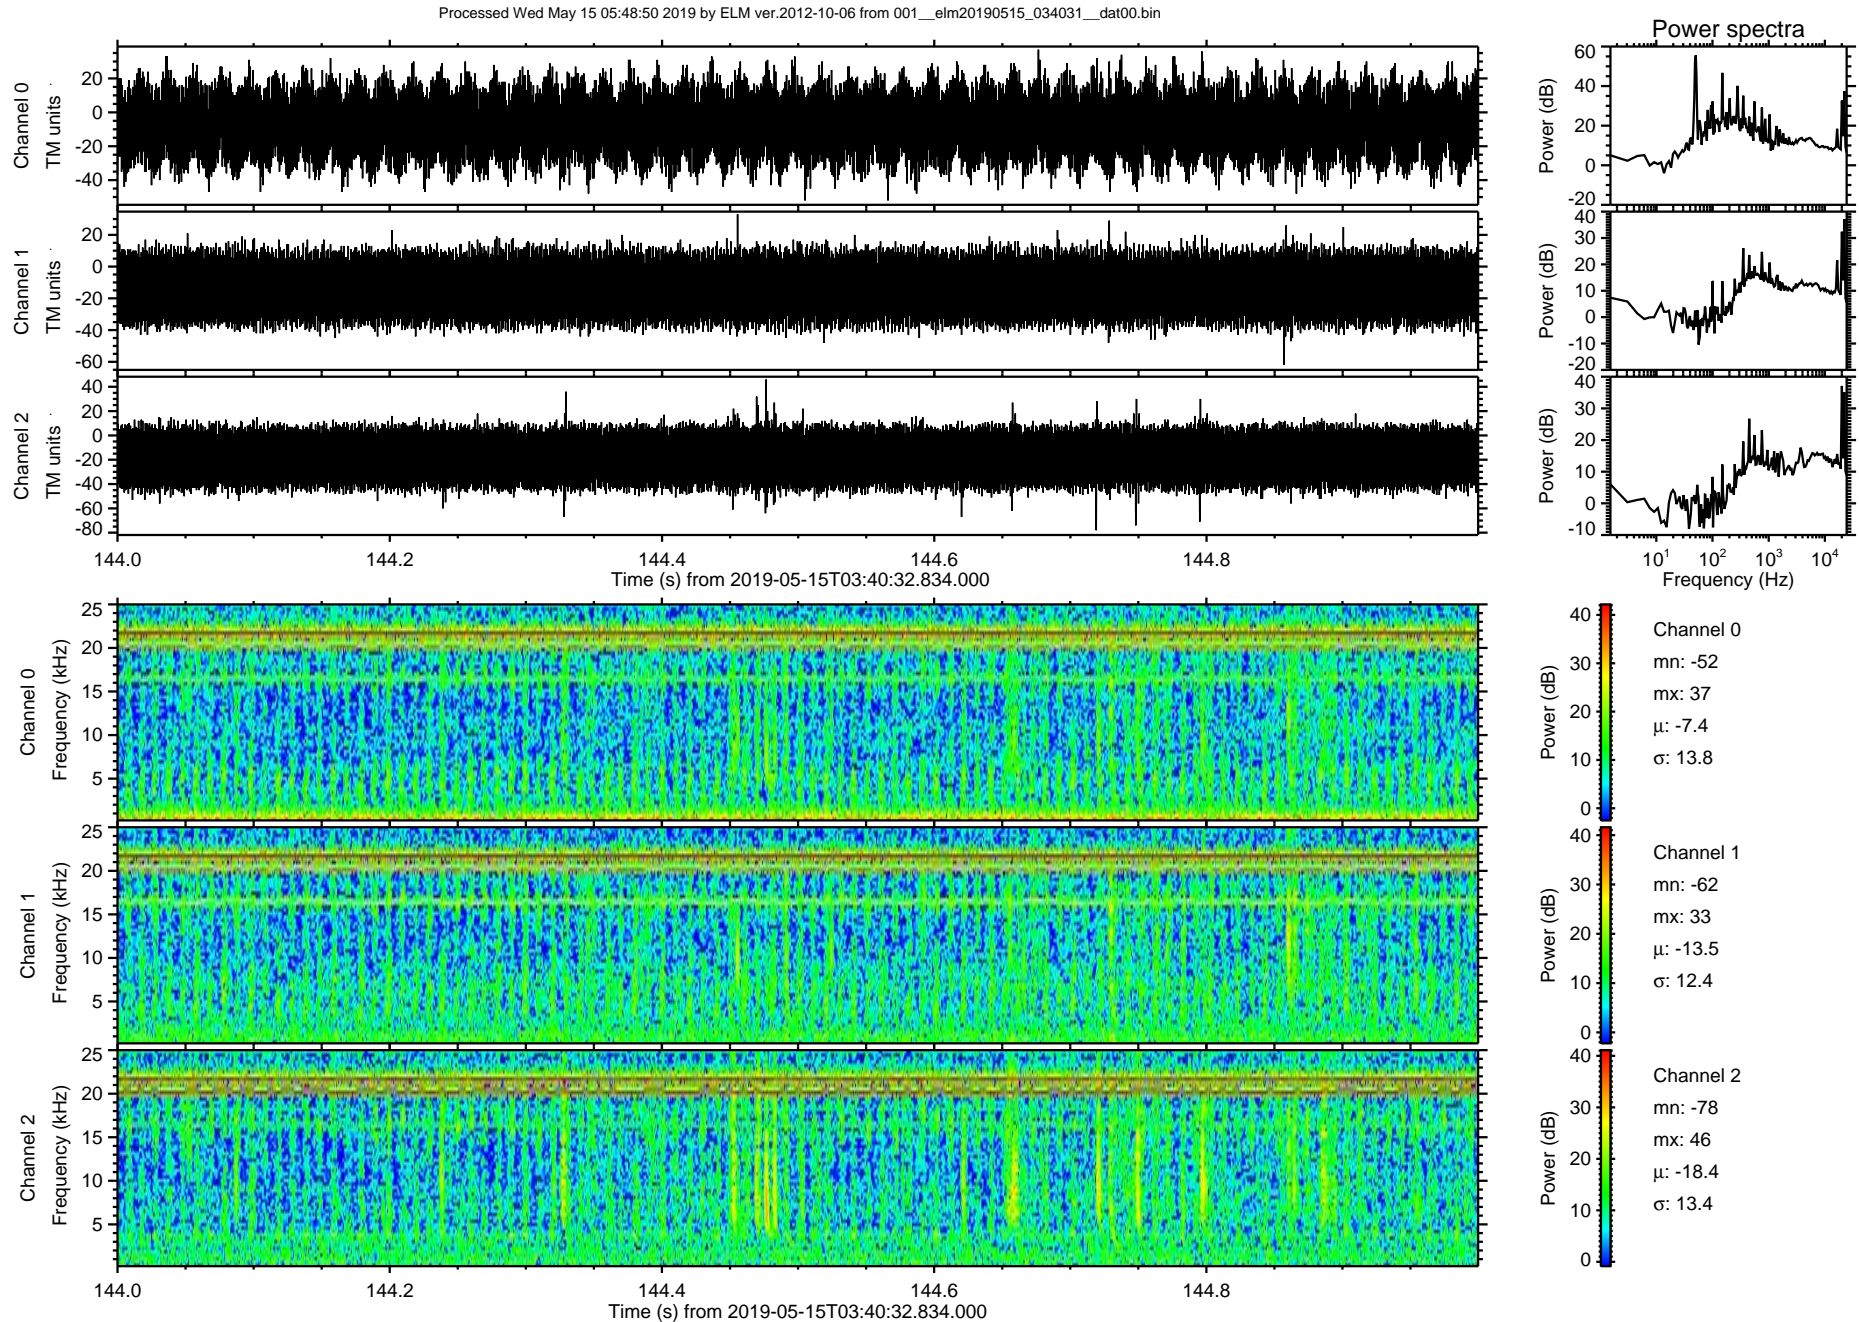 Processed Wed May 15 05:48:50 2019 by ELM ver.2012-10-06 from 001__elm20190515_034031__dat00.bin
Power spectra
Channel 0
TM units
20
0
-20
-40
Power (dB)
60
40
20
0
-20
Channel 1
TM units
20
0
-20
-40
-60
Power (dB)
40
30
20
10
0
-10
-20
Channel 2
TM units
40
20
0
-20
-40
-60
-80
Power (dB)
40
30
20
10
0
-10
144.0 144.2 144.4 144.6 144.8
Time (s) from 2019-05-15T03:40:32.834.000
10¹ 10² 10³ 10⁴
Frequency (Hz)
Channel 0
Frequency (kHz)
25
20
15
10
5
Power (dB)
40
30
20
10
0
Channel 0
mn: -52
mx: 37
μ: -7.4
σ: 13.8
Channel 1
Frequency (kHz)
25
20
15
10
5
Power (dB)
40
30
20
10
0
Channel 1
mn: -62
mx: 33
μ: -13.5
σ: 12.4
Channel 2
Frequency (kHz)
25
20
15
10
5
Power (dB)
40
30
20
10
0
Channel 2
mn: -78
mx: 46
μ: -18.4
σ: 13.4
144.0 144.2 144.4 144.6 144.8
Time (s) from 2019-05-15T03:40:32.834.000